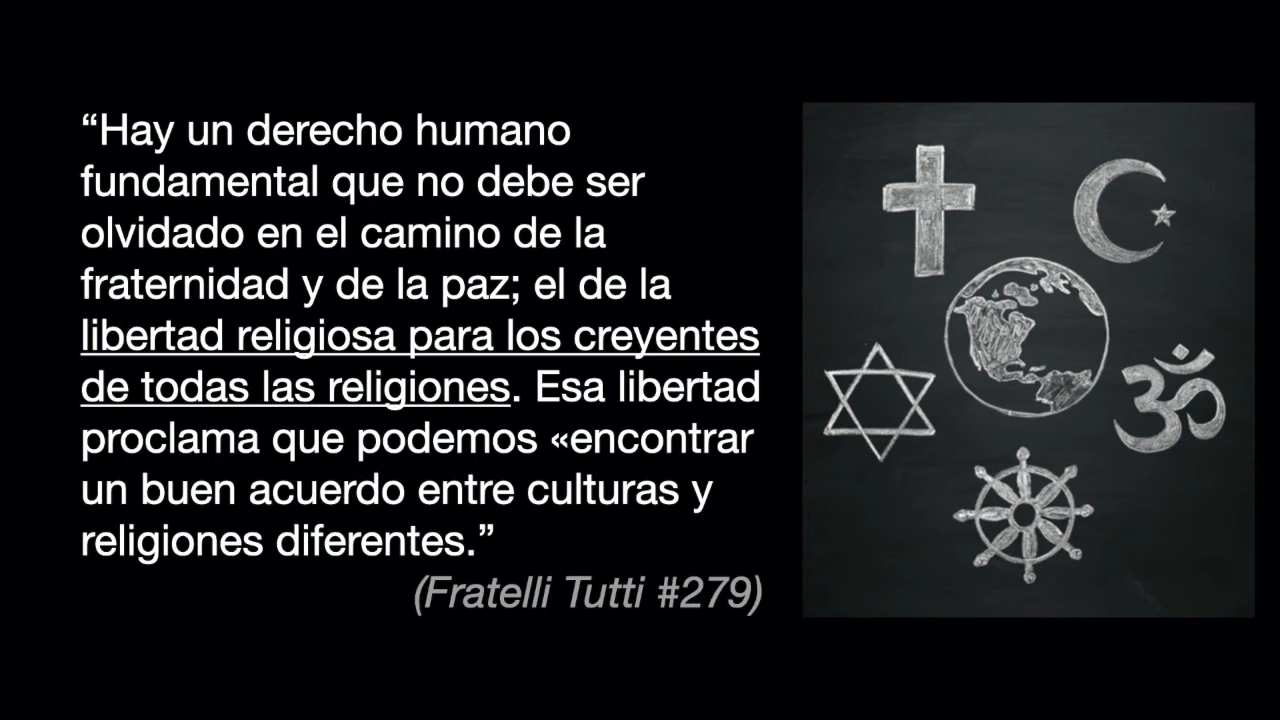 “Hay un derecho humano
fundamental que no debe ser
olvidado en el camino de la
fraternidad y de la paz; el de la
libertad religiosa para los creyentes
de todas las religiones. Esa libertad
proclama que podemos «encontrar
un buen acuerdo entre culturas y
religiones diferentes.”
(Fratelli Tutti #279)
ॐ